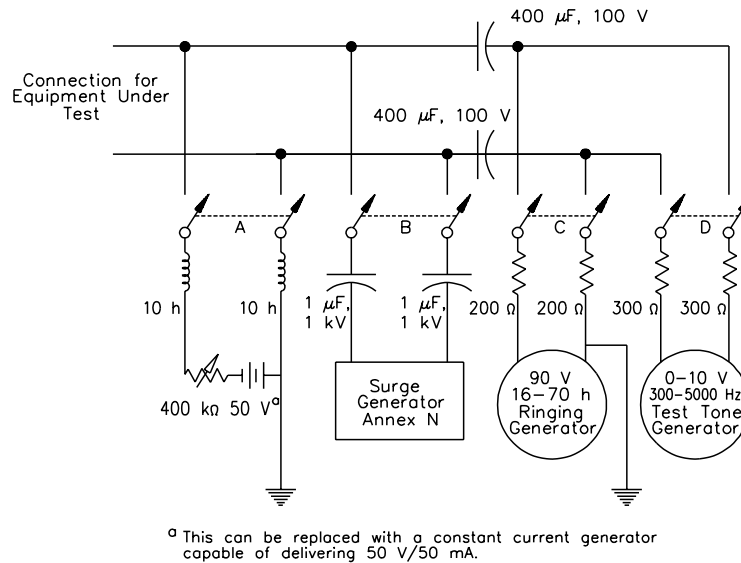 400 µF, 100 V
Connection for
Equipment Under
Test
400 µF, 100 V
A
B
C
D
10 h
10 h
1 µF,
1 kV
1 µF,
1 kV
200 Ω
200 Ω
300 Ω
300 Ω
400 kΩ
50 Vᵃ
Surge
Generator
Annex N
90 V
16–70 h
Ringing
Generator
0–10 V
300–5000 Hz
Test Tone
Generator
ᵃ This can be replaced with a constant current generator
capable of delivering 50 V/50 mA.